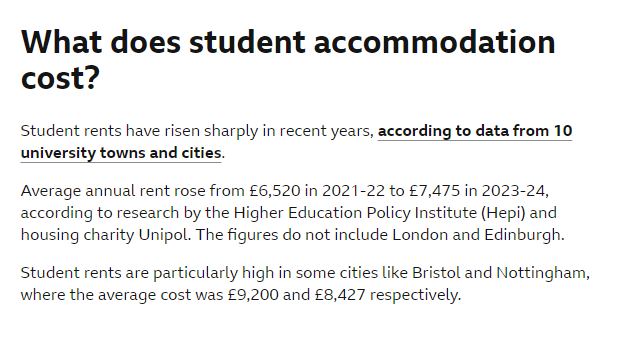 What does student accommodation
cost?
Student rents have risen sharply in recent years, according to data from 10
university towns and cities.
Average annual rent rose from £6,520 in 2021-22 to £7,475 in 2023-24,
according to research by the Higher Education Policy Institute (Hepi) and
housing charity Unipol. The figures do not include London and Edinburgh.
Student rents are particularly high in some cities like Bristol and Nottingham,
where the average cost was £9,200 and £8,427 respectively.